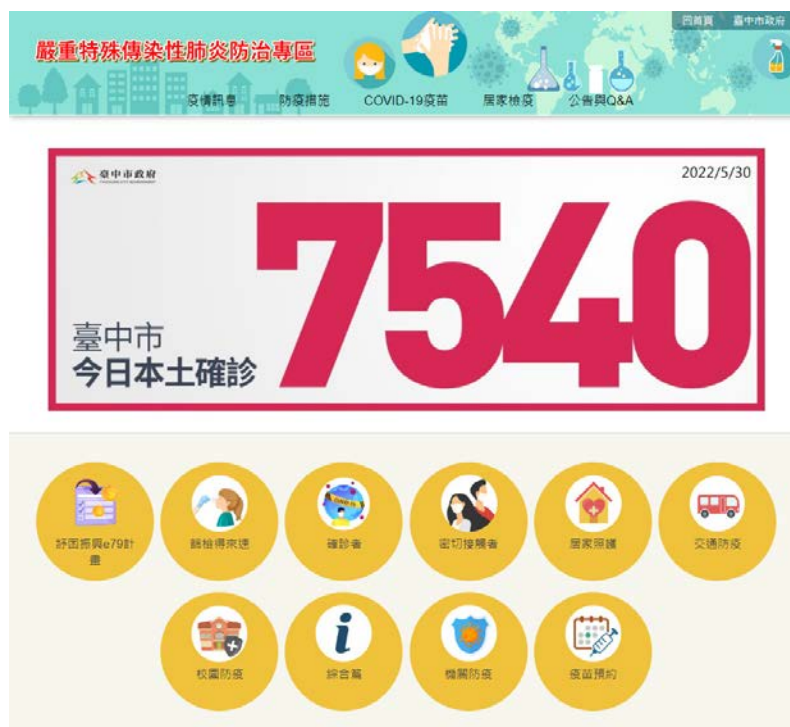 回首頁 臺中市政府
嚴重特殊傳染性肺炎防治專區
疫情訊息 防疫措施 COVID-19疫苗 居家檢疫 公告與Q&A
臺中市政府
2022/5/30
7540
臺中市
今日本土確診
紓困振興e79計
畫
篩檢得來速
確診者
密切接觸者
居家照護
交通防疫
校園防疫
綜合篇
機關防疫
疫苗預約